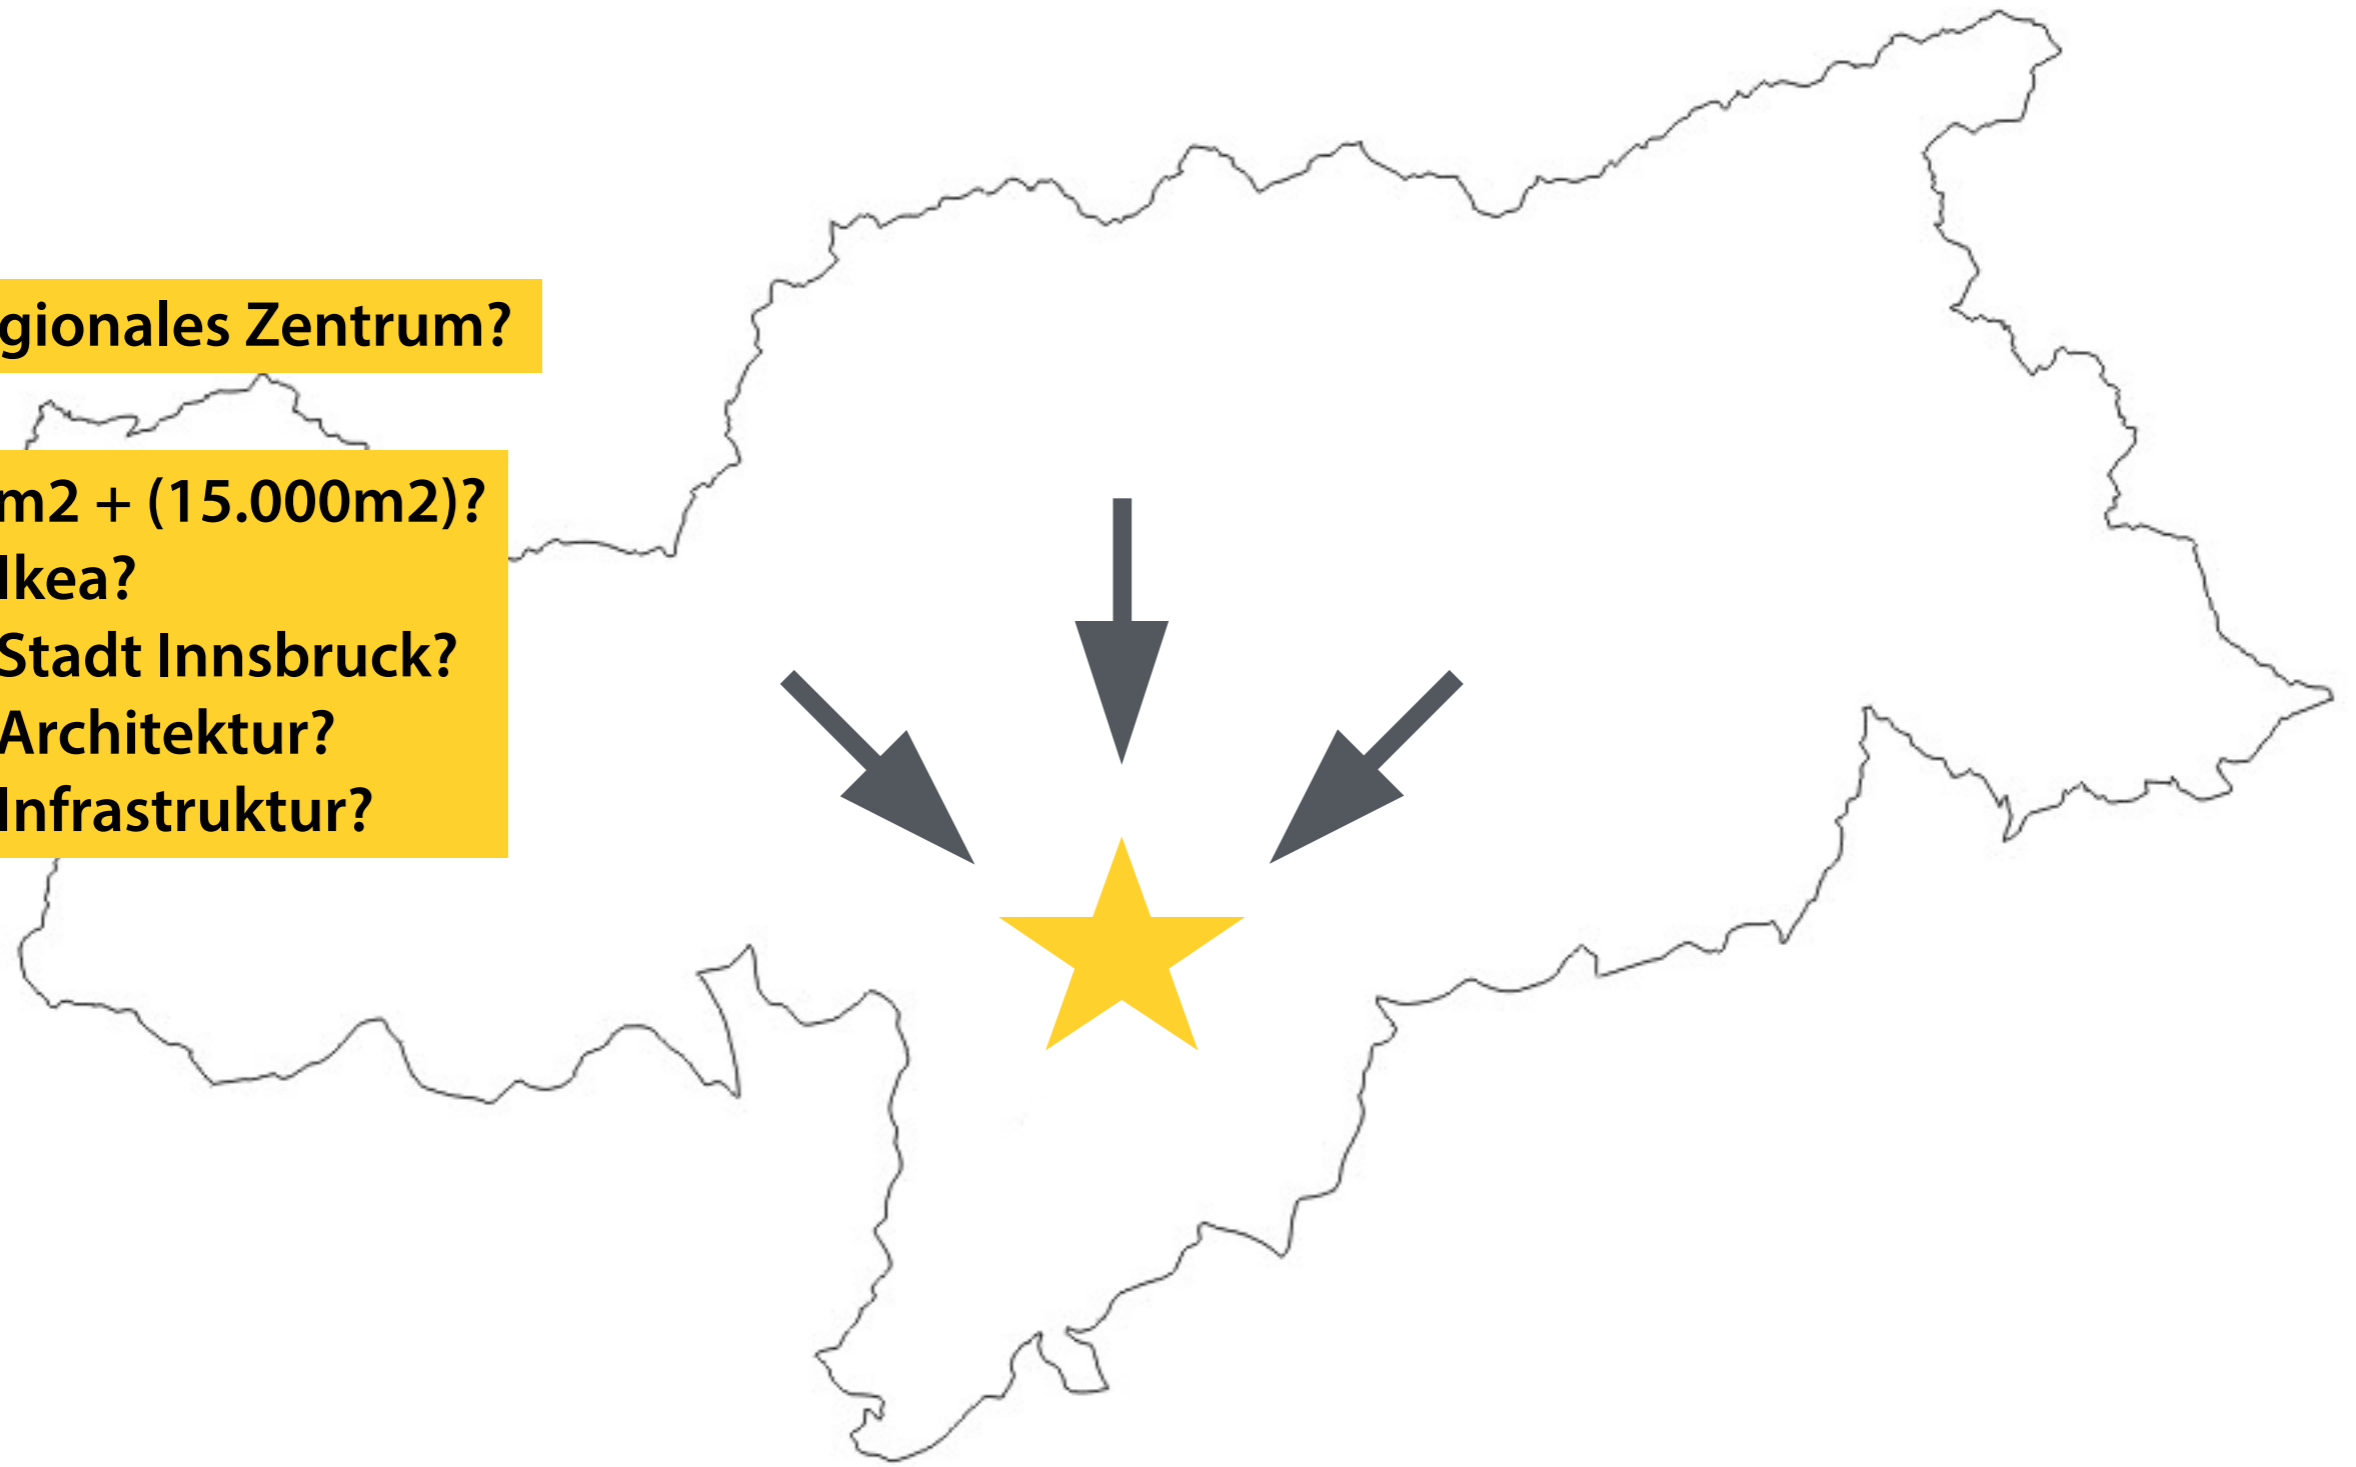 gionales Zentrum?
m2 + (15.000m2)?
Ikea?
Stadt Innsbruck?
Architektur?
Infrastruktur?